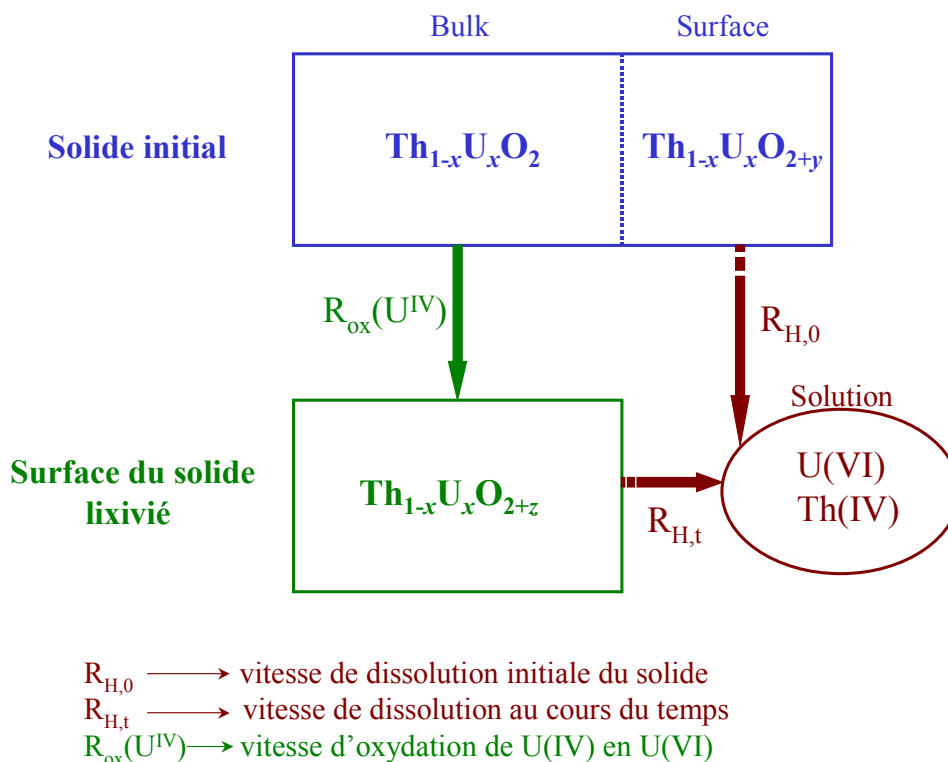 Bulk Surface
Solide initial Th1-xUxO2 Th1-xUxO2+y
Rox(U^IV) RH,0
Solution
Surface du solide
lixivié
Th1-xUxO2+z
RH,t
U(VI)
Th(IV)
RH,0 → vitesse de dissolution initiale du solide
RH,t → vitesse de dissolution au cours du temps
Rox(U^IV) → vitesse d'oxydation de U(IV) en U(VI)